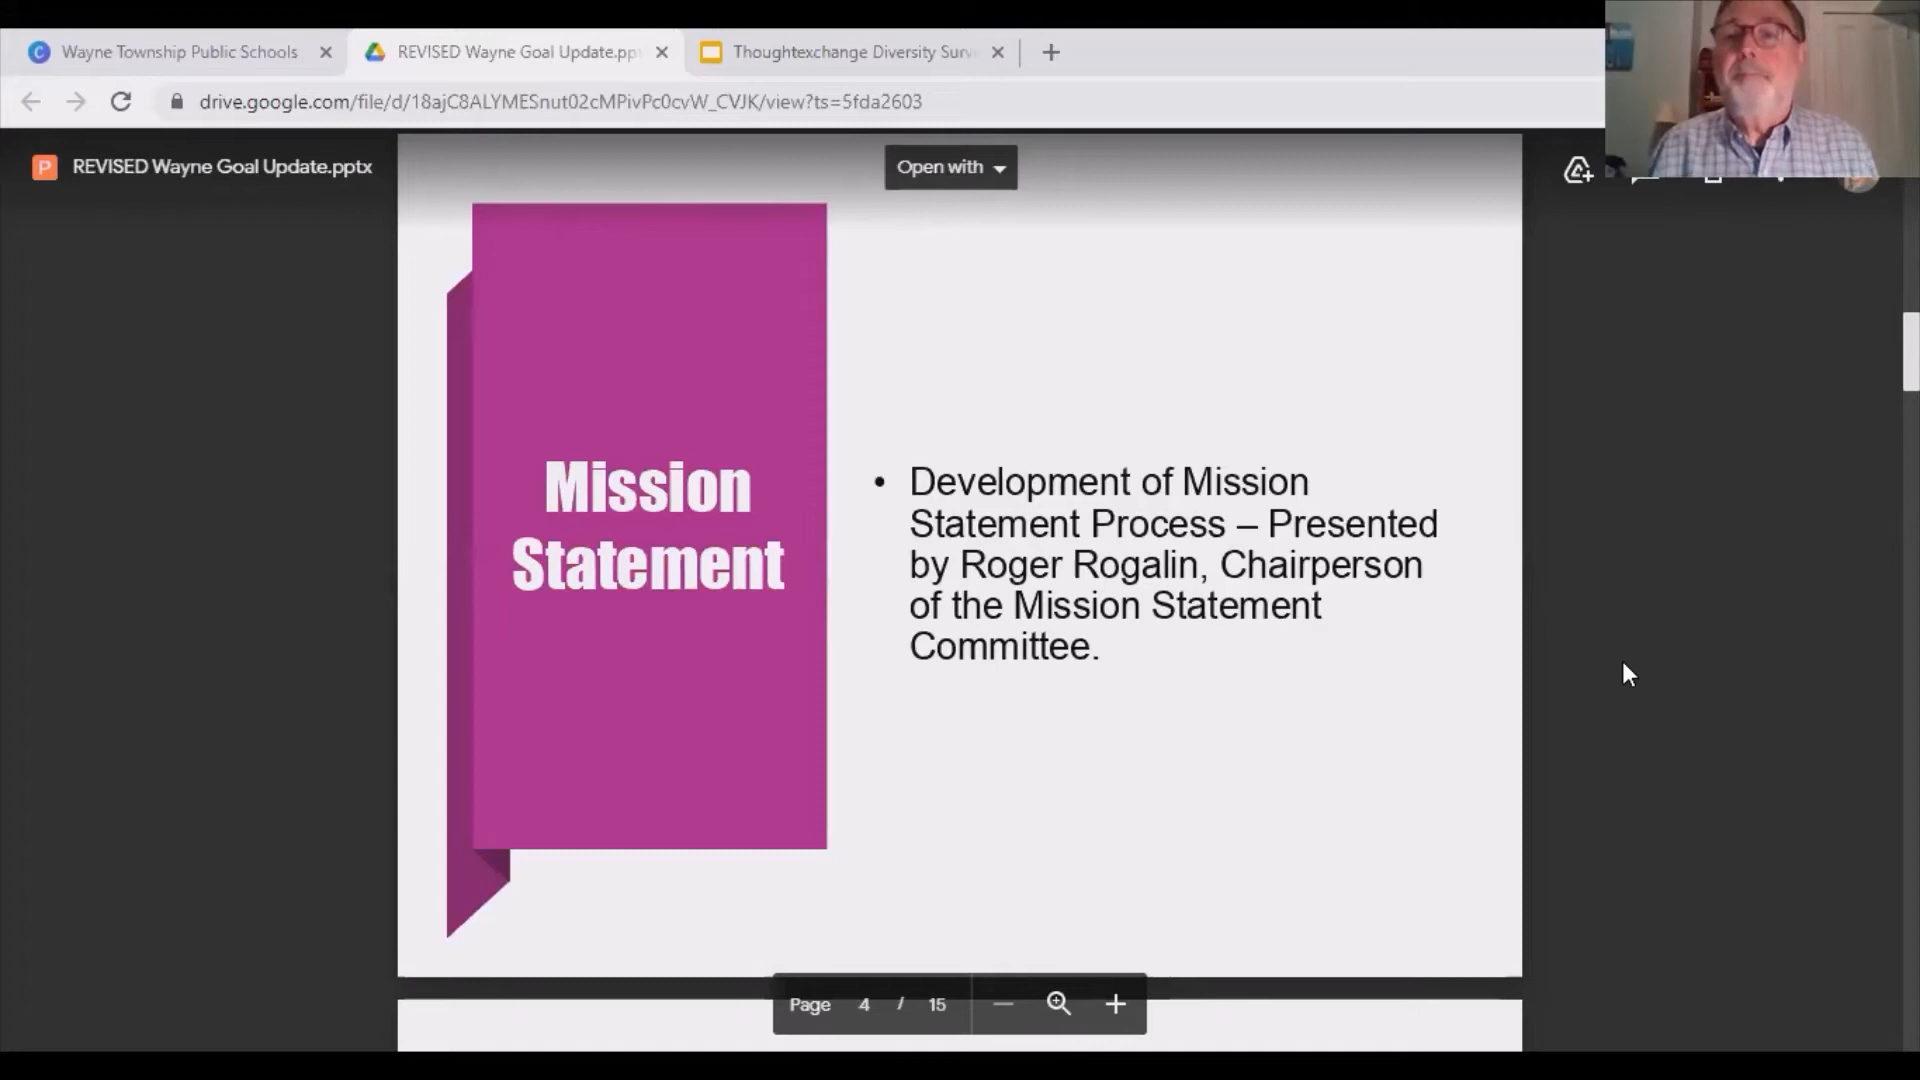 Wayne Township Public Schools
REVISED Wayne Goal Update.pp
Thoughtexchange Diversity Surv
drive.google.com/file/d/18ajC8ALYMESnut02cMPivPc0cvW_CVJK/view?ts=5fda2603
P REVISED Wayne Goal Update.pptx
Open with
Mission
Statement
• Development of Mission
Statement Process – Presented
by Roger Rogalin, Chairperson
of the Mission Statement
Committee.
Page 4 / 15